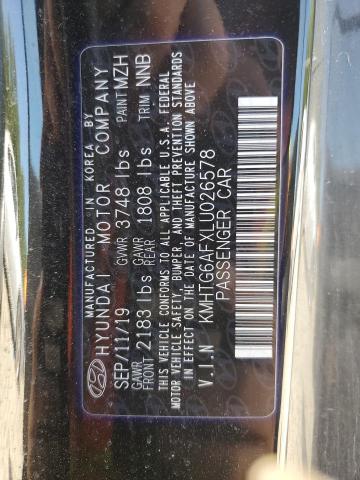 MANUFACTURED IN KOREA BY
HYUNDAI MOTOR COMPANY
SEP/11/19 GVWR 3748 lbs PAINT MZH
GAWR FRONT 2183 lbs GAWR REAR 1808 lbs TRIM NNB
THIS VEHICLE CONFORMS TO ALL APPLICABLE U.S.A. FEDERAL
MOTOR VEHICLE SAFETY, BUMPER, AND THEFT PREVENTION STANDARDS
IN EFFECT ON THE DATE OF MANUFACTURE SHOWN ABOVE.
V.I.N KMHTG6AFXLU026578
PASSENGER CAR